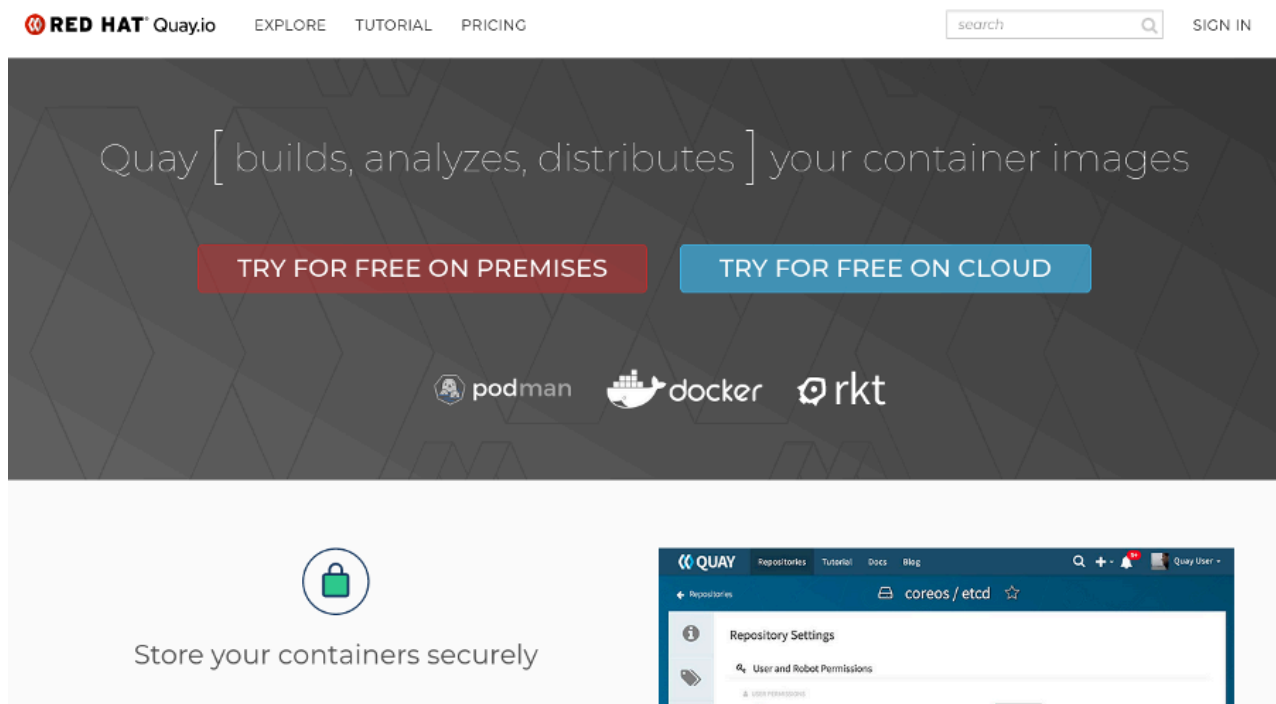 RED HAT® Quay.io EXPLORE TUTORIAL PRICING search SIGN IN
Quay [ builds, analyzes, distributes ] your container images
TRY FOR FREE ON PREMISES TRY FOR FREE ON CLOUD
podman docker rkt
Store your containers securely
QUAY Repositories Tutorial Docs Blog Quay User
Repositories coreos / etcd
Repository Settings
User and Robot Permissions
USER PERMISSIONS